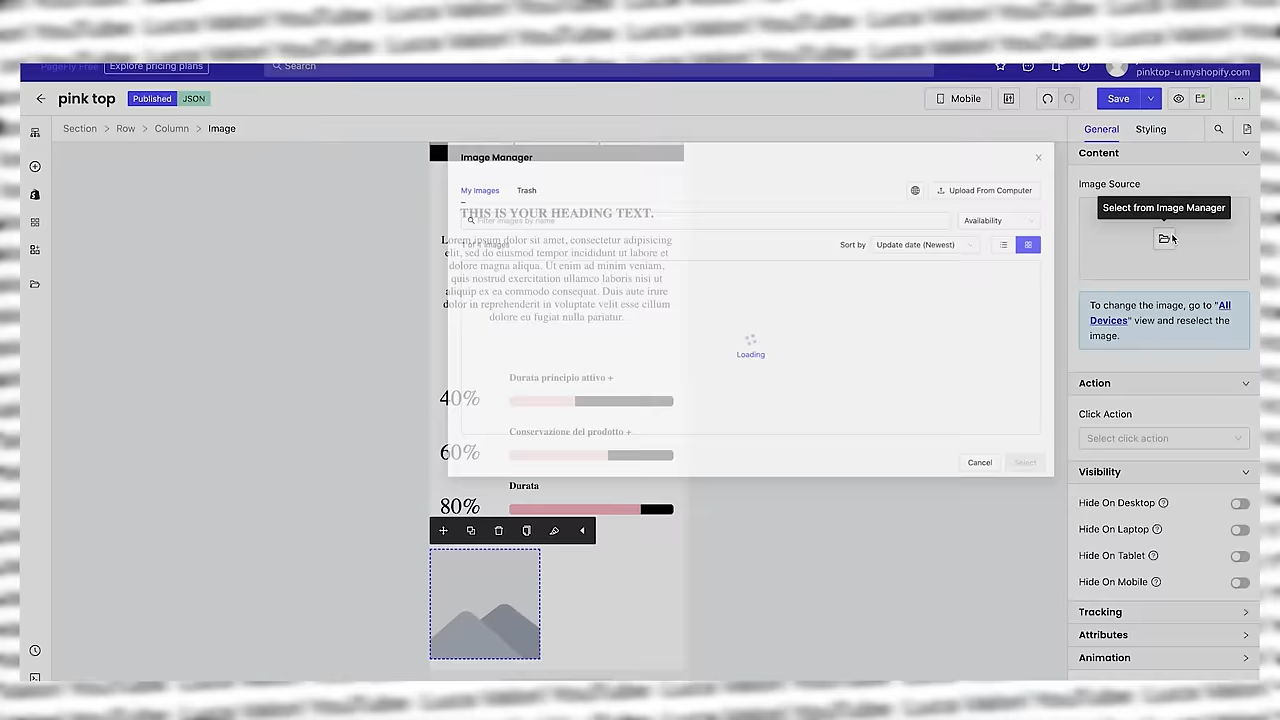 PageFly Free
Explore pricing plans
Search
pinktop-u.myshopify.com
pink top
Published
JSON
Mobile
Save
Section > Row > Column > Image
General
Styling
Content
Image Source
Select from Image Manager
To change the image, go to "All
Devices" view and reselect the
image.
Action
Click Action
Select click action
Visibility
Hide On Desktop
Hide On Laptop
Hide On Tablet
Hide On Mobile
Tracking
Attributes
Animation
Image Manager
My Images
Trash
Upload From Computer
Filter images by name
Availability
Sort by
Update date (Newest)
Loading
Cancel
Select
THIS IS YOUR HEADING TEXT.
Lorem ipsum dolor sit amet, consectetur adipisicing
elit, sed do eiusmod tempor incididunt ut labore et
dolore magna aliqua. Ut enim ad minim veniam,
quis nostrud exercitation ullamco laboris nisi ut
aliquip ex ea commodo consequat. Duis aute irure
dolor in reprehenderit in voluptate velit esse cillum
dolore eu fugiat nulla pariatur.
Durata principio attivo +
40%
Conservazione del prodotto +
60%
Durata
80%